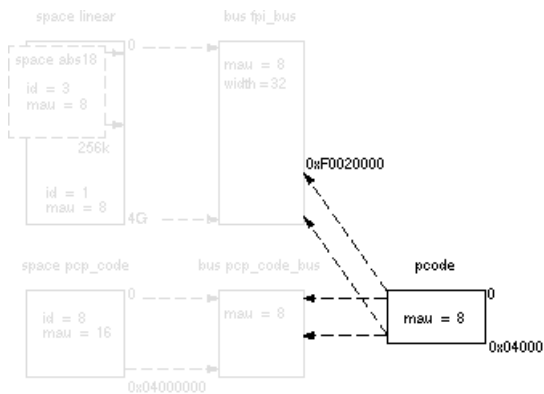 space linear
bus fpi_bus
0
space abs18
id = 3
mau = 8
mau = 8
width = 32
256k
0xF0020000
id = 1
mau = 8
4G
space pcp_code
bus pcp_code_bus
pcode
0
0
id = 8
mau = 16
mau = 8
mau = 8
0x04000
0x04000000